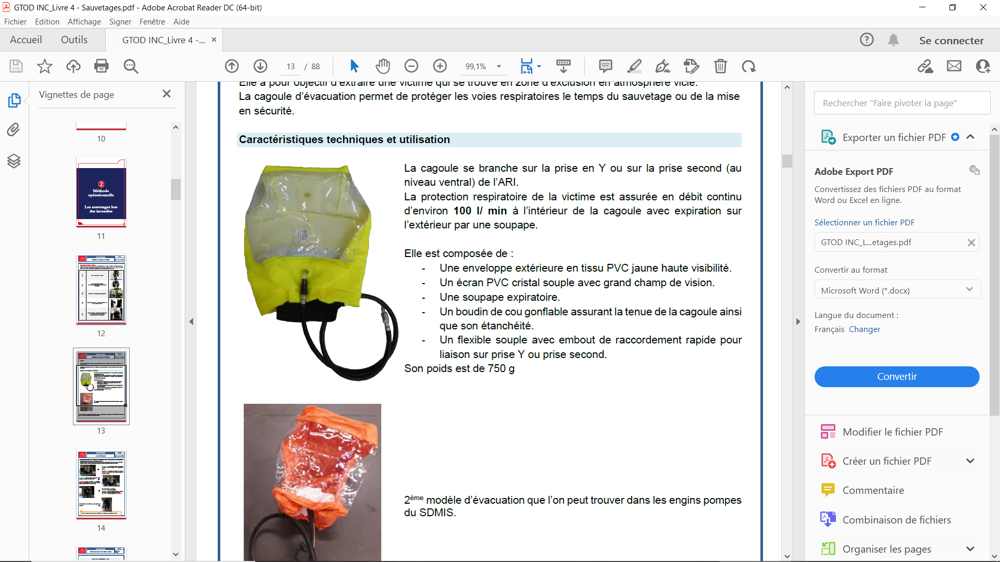 GTOD INC_Livre 4 - Sauvetages.pdf - Adobe Acrobat Reader DC (64-bit)
Fichier Edition Affichage Signer Fenêtre Aide
Accueil Outils GTOD INC_Livre 4 -... ×
Se connecter
13 / 88 99,1%
Vignettes de page
10
2
Méthode
opérationnelle
Les sauvetages lors
des incendies
11
12
13
14
Elle a pour objectif d'extraire une victime qui se trouve en zone d'exclusion en atmosphère vicié.
La cagoule d'évacuation permet de protéger les voies respiratoires le temps du sauvetage ou de la mise
en sécurité.
Caractéristiques techniques et utilisation
La cagoule se branche sur la prise en Y ou sur la prise second (au
niveau ventral) de l'ARI.
La protection respiratoire de la victime est assurée en débit continu
d'environ 100 l/ min à l'intérieur de la cagoule avec expiration sur
l'extérieur par une soupape.
Elle est composée de :
- Une enveloppe extérieure en tissu PVC jaune haute visibilité.
- Un écran PVC cristal souple avec grand champ de vision.
- Une soupape expiratoire.
- Un boudin de cou gonflable assurant la tenue de la cagoule ainsi
que son étanchéité.
- Un flexible souple avec embout de raccordement rapide pour
liaison sur prise Y ou prise second.
Son poids est de 750 g
2ème modèle d'évacuation que l'on peut trouver dans les engins pompes
du SDMIS.
Rechercher "Faire pivoter la page"
Exporter un fichier PDF
Adobe Export PDF
Convertissez des fichiers PDF au format
Word ou Excel en ligne.
Sélectionner un fichier PDF
GTOD INC_L...etages.pdf
Convertir au format
Microsoft Word (*.docx)
Langue du document :
Français Changer
Convertir
Modifier le fichier PDF
Créer un fichier PDF
Commentaire
Combinaison de fichiers
Organiser les pages